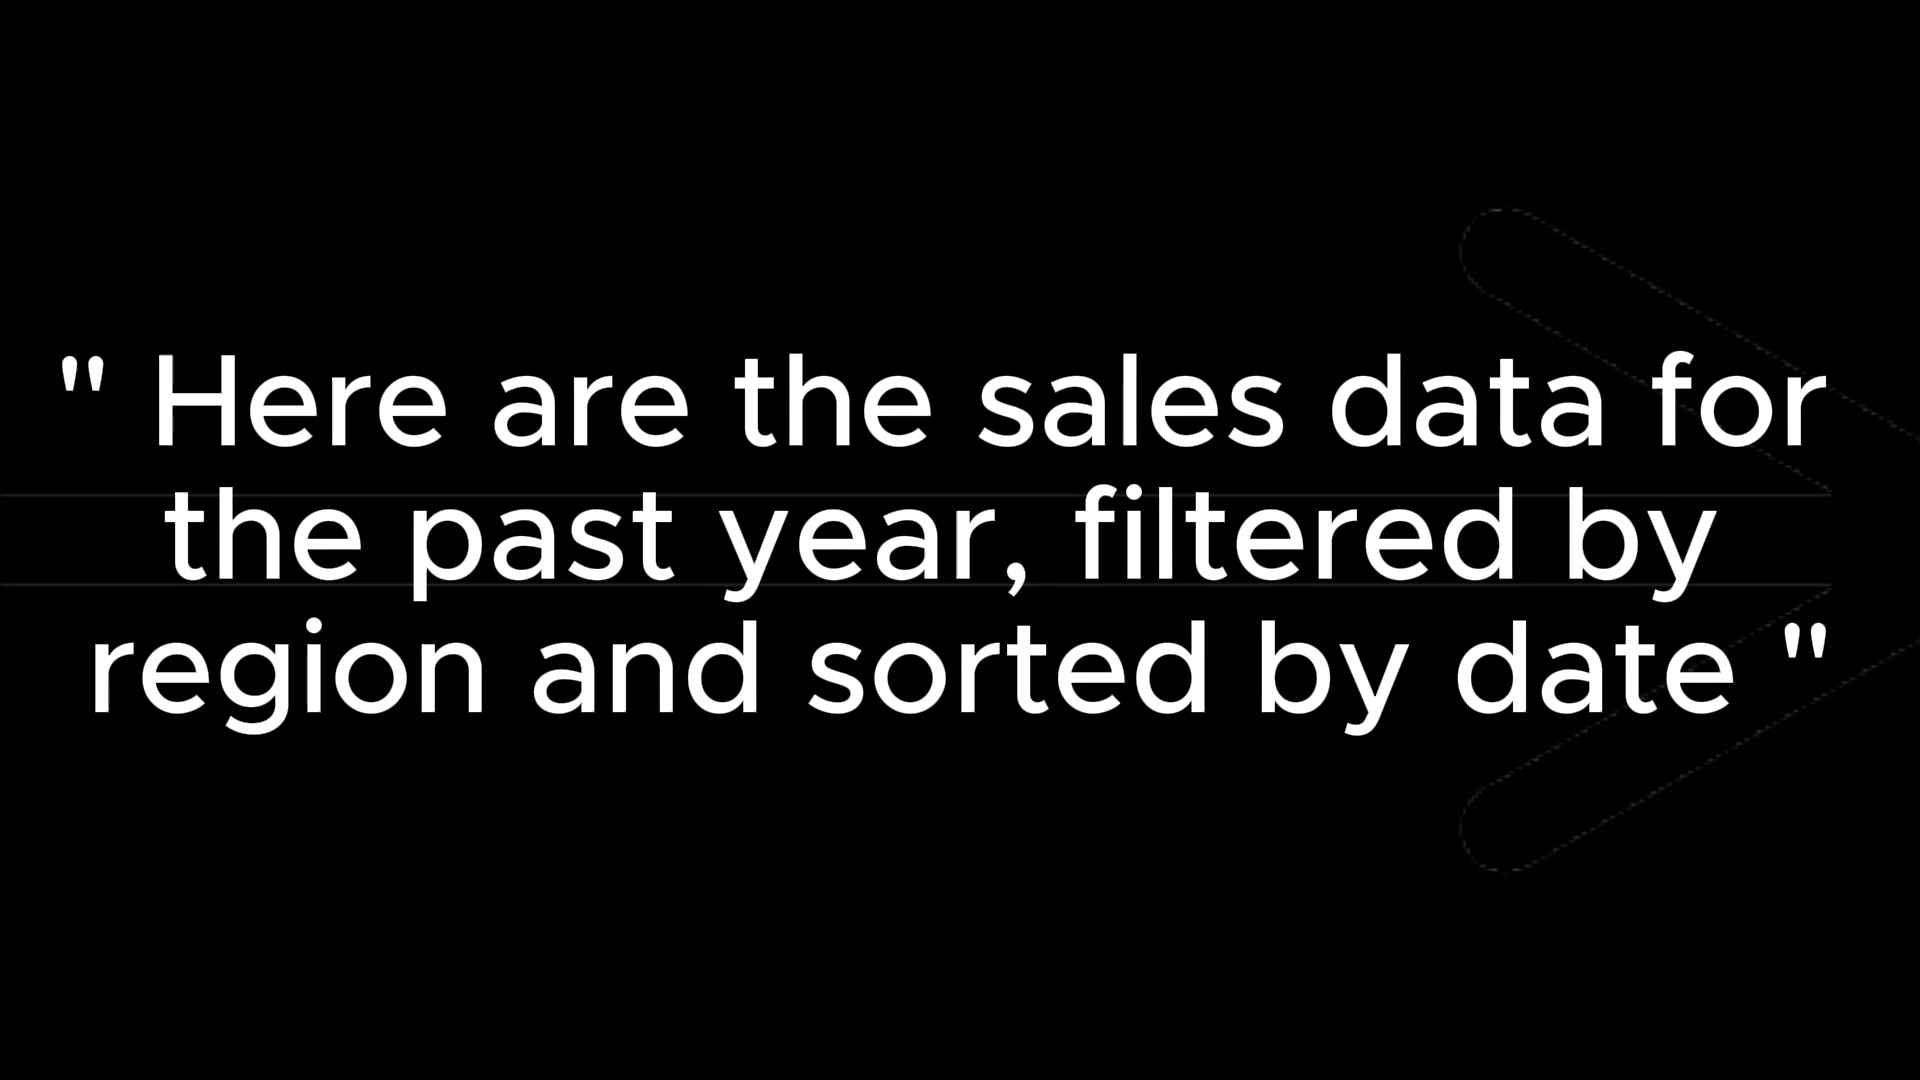 " Here are the sales data for
the past year, filtered by
region and sorted by date "